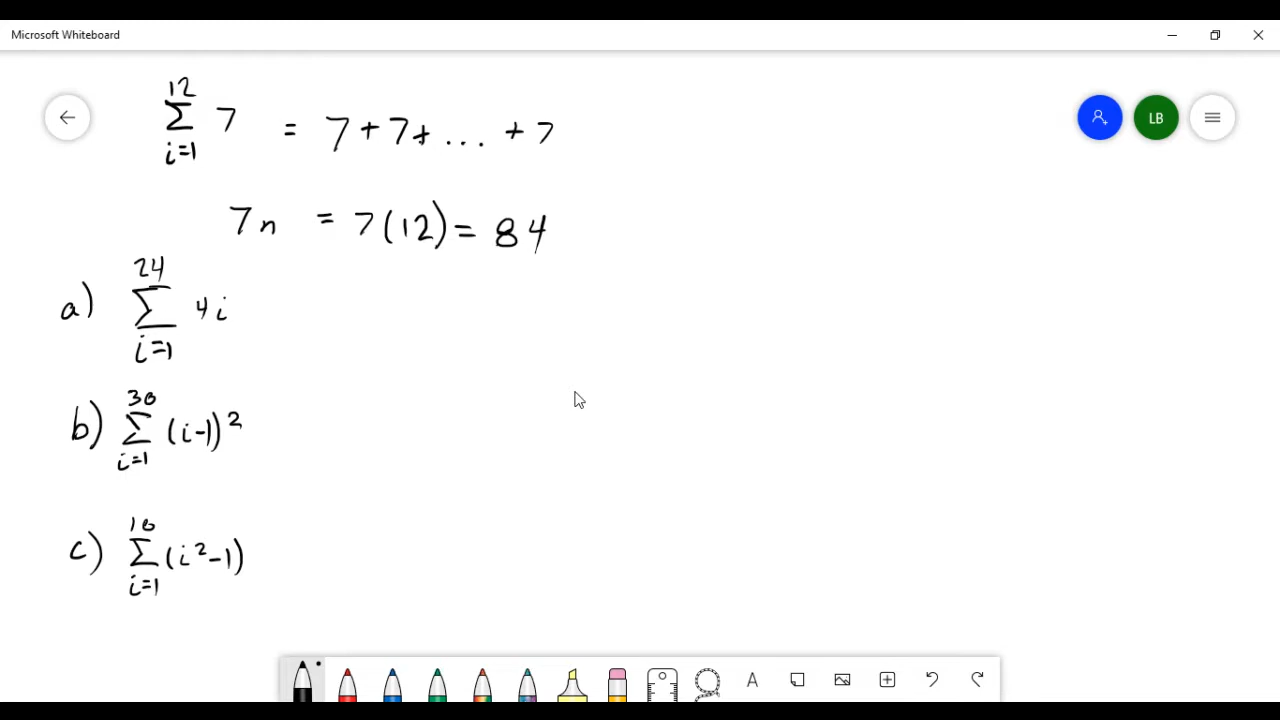 Microsoft Whiteboard
12
Σ 7 = 7 + 7 + ... + 7
i=1
LB
7n = 7(12) = 84
24
a) Σ 4i
i=1
30
b) Σ (i-1)²
i=1
10
c) Σ (i²-1)
i=1
A